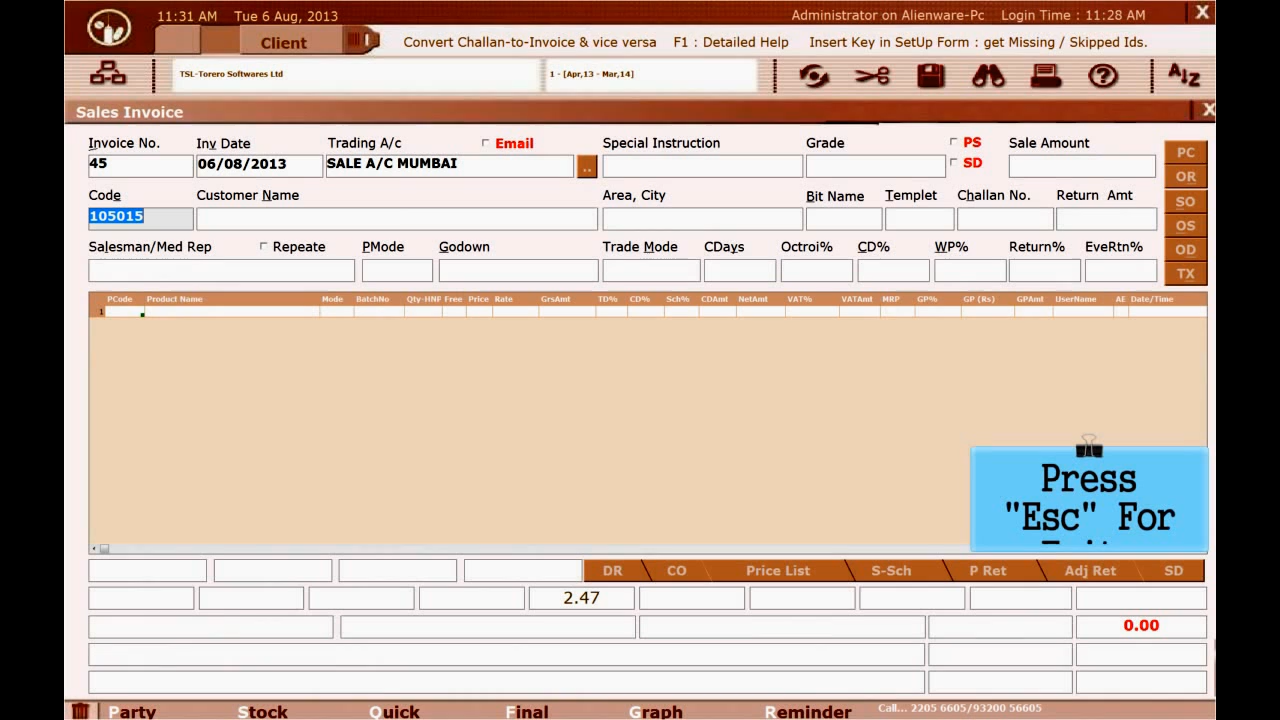 11:31 AM Tue 6 Aug, 2013 Administrator on Alienware-Pc Login Time : 11:28 AM X
Client Convert Challan-to-Invoice & vice versa F1 : Detailed Help Insert Key in SetUp Form : get Missing / Skipped Ids.
TSL-Torero Softwares Ltd 1 - [Apr,13 - Mar,14] A Z
Sales Invoice X
Invoice No. Inv Date Trading A/c Email Special Instruction Grade PS Sale Amount PC
45 06/08/2013 SALE A/C MUMBAI .. SD
OR
Code Customer Name Area, City Bit Name Templet Challan No. Return Amt SO
105015 OS
Salesman/Med Rep Repeate PMode Godown Trade Mode CDays Octroi% CD% WP% Return% EveRtn% OD
TX
PCode Product Name Mode BatchNo Qty-HNF Free Price Rate GrsAmt TD% CD% Sch% CDAmt NetAmt VAT% VATAmt MRP GP% GP (Rs) GPAmt UserName AE Date/Time
1
Press
"Esc" For
DR CO Price List S-Sch P Ret Adj Ret SD
2.47
0.00
Party Stock Quick Final Graph Reminder Call... 2205 6605/93200 56605